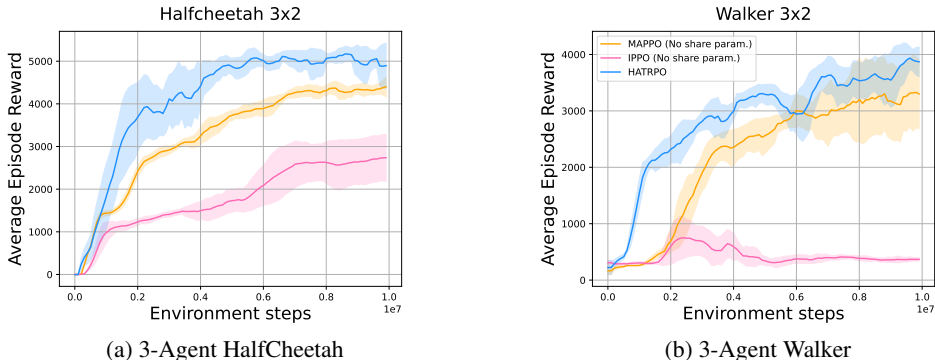 Halfcheetah 3x2
Average Episode Reward
5000
4000
3000
2000
1000
0
0.0 0.2 0.4 0.6 0.8 1.0
1e7
Environment steps
(a) 3-Agent HalfCheetah
Walker 3x2
MAPPO (No share param.)
IPPO (No share param.)
HATRPO
Average Episode Reward
4000
3000
2000
1000
0
0.0 0.2 0.4 0.6 0.8 1.0
1e7
Environment steps
(b) 3-Agent Walker